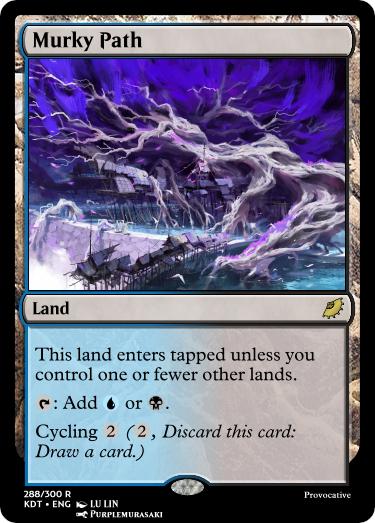 Murky Path
Land
This land enters tapped unless you
control one or fewer other lands.
: Add or .
Cycling 2 (2, Discard this card:
Draw a card.)
288/300 R
KDT • ENG LU LIN
PURPLEMURASAKI
Provocative